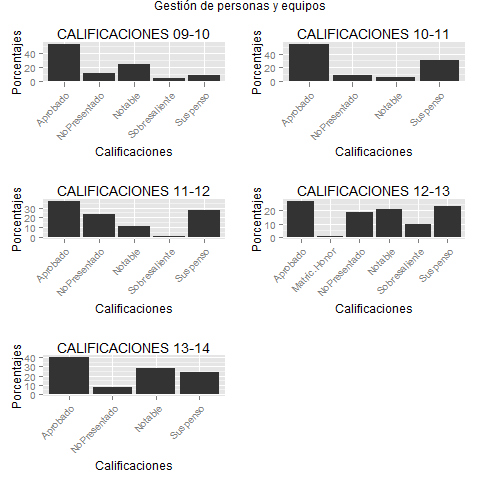 Gestión de personas y equipos
CALIFICACIONES 09-10
Porcentajes
40
20
0
Aprobado
NoPresentado
Notable
Sobresaliente
Suspenso
Calificaciones
CALIFICACIONES 10-11
Porcentajes
40
20
0
Aprobado
NoPresentado
Notable
Suspenso
Calificaciones
CALIFICACIONES 11-12
Porcentajes
30
20
10
0
Aprobado
NoPresentado
Notable
Sobresaliente
Suspenso
Calificaciones
CALIFICACIONES 12-13
Porcentajes
20
10
0
Aprobado
Matric.Honor
NoPresentado
Notable
Sobresaliente
Suspenso
Calificaciones
CALIFICACIONES 13-14
Porcentajes
40
30
20
10
0
Aprobado
NoPresentado
Notable
Suspenso
Calificaciones